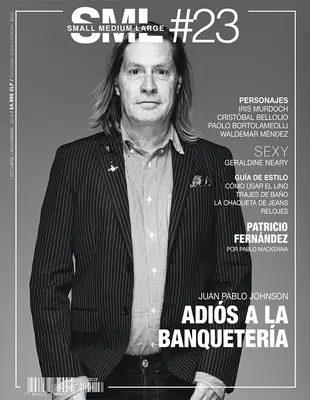 SML #23
SMALL MEDIUM LARGE
PERSONAJES
IRIS MURDOCH
CRISTÓBAL BELLOLIO
PAOLO BORTOLAMEOLLI
WALDEMAR MÉNDEZ
SEXY
GERALDINE NEARY
GUÍA DE ESTILO
CÓMO USAR EL LINO
TRAJES DE BAÑO
LA CHAQUETA DE JEANS
RELOJES
PATRICIO
FERNÁNDEZ
POR PABLO MACKENNA
JUAN PABLO JOHNSON
ADIÓS A LA
BANQUETERÍA